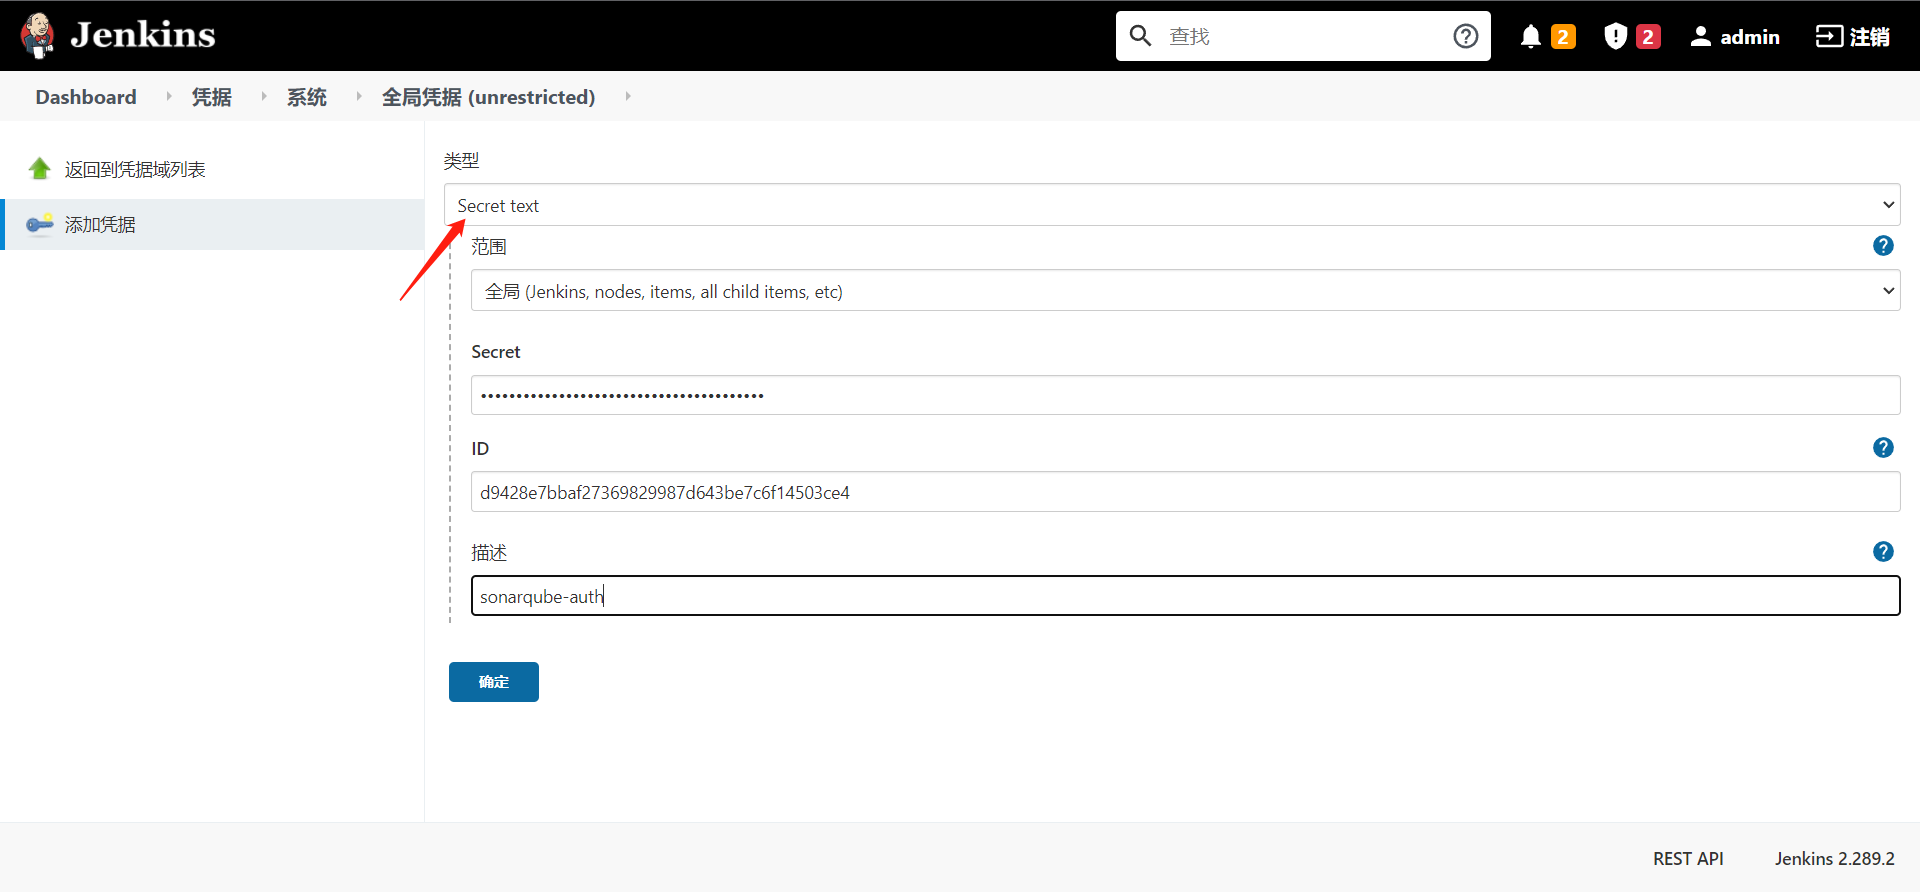 Jenkins
查找
2
2
admin
注销
Dashboard
凭据
系统
全局凭据 (unrestricted)
返回到凭据域列表
添加凭据
类型
Secret text
范围
全局 (Jenkins, nodes, items, all child items, etc)
Secret
••••••••••••••••••••••••••••••••••••••••
ID
d9428e7bbaf27369829987d643be7c6f14503ce4
描述
sonarqube-auth
确定
REST API
Jenkins 2.289.2